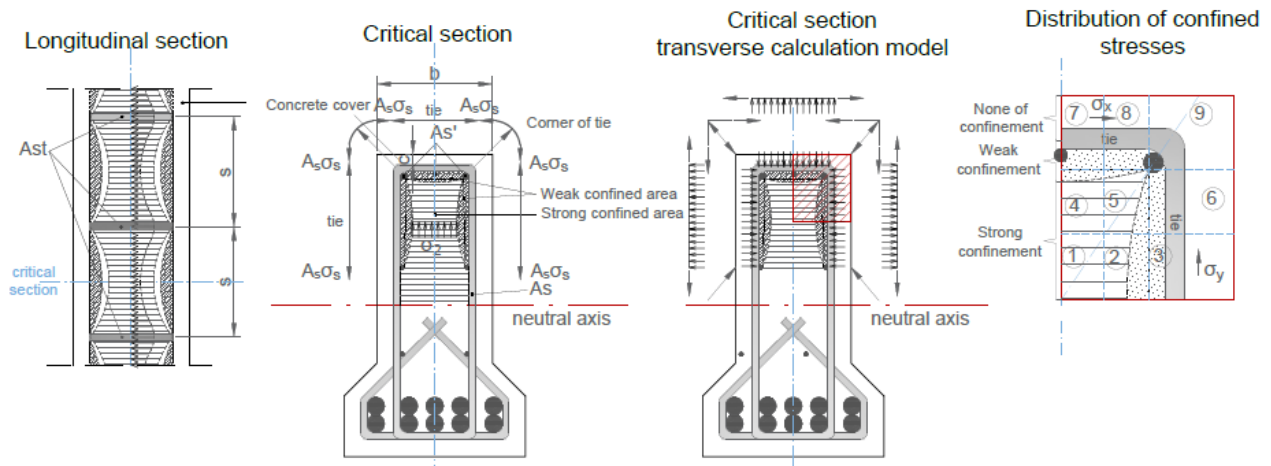 Longitudinal section
Ast
s
s
critical
section
Critical section
b
Concrete cover
Aₛσₛ
tie
Aₛσₛ
As'
Corner of tie
c
Aₛσₛ
Aₛσₛ
Weak confined area
Strong confined area
tie
σ₂
Aₛσₛ
Aₛσₛ
As
neutral axis
Critical section
transverse calculation model
neutral axis
Distribution of confined
stresses
None of
confinement
Weak
confinement
Strong
confinement
7 σx 8 9
tie
4 5 6
tie
1 2 3
σy